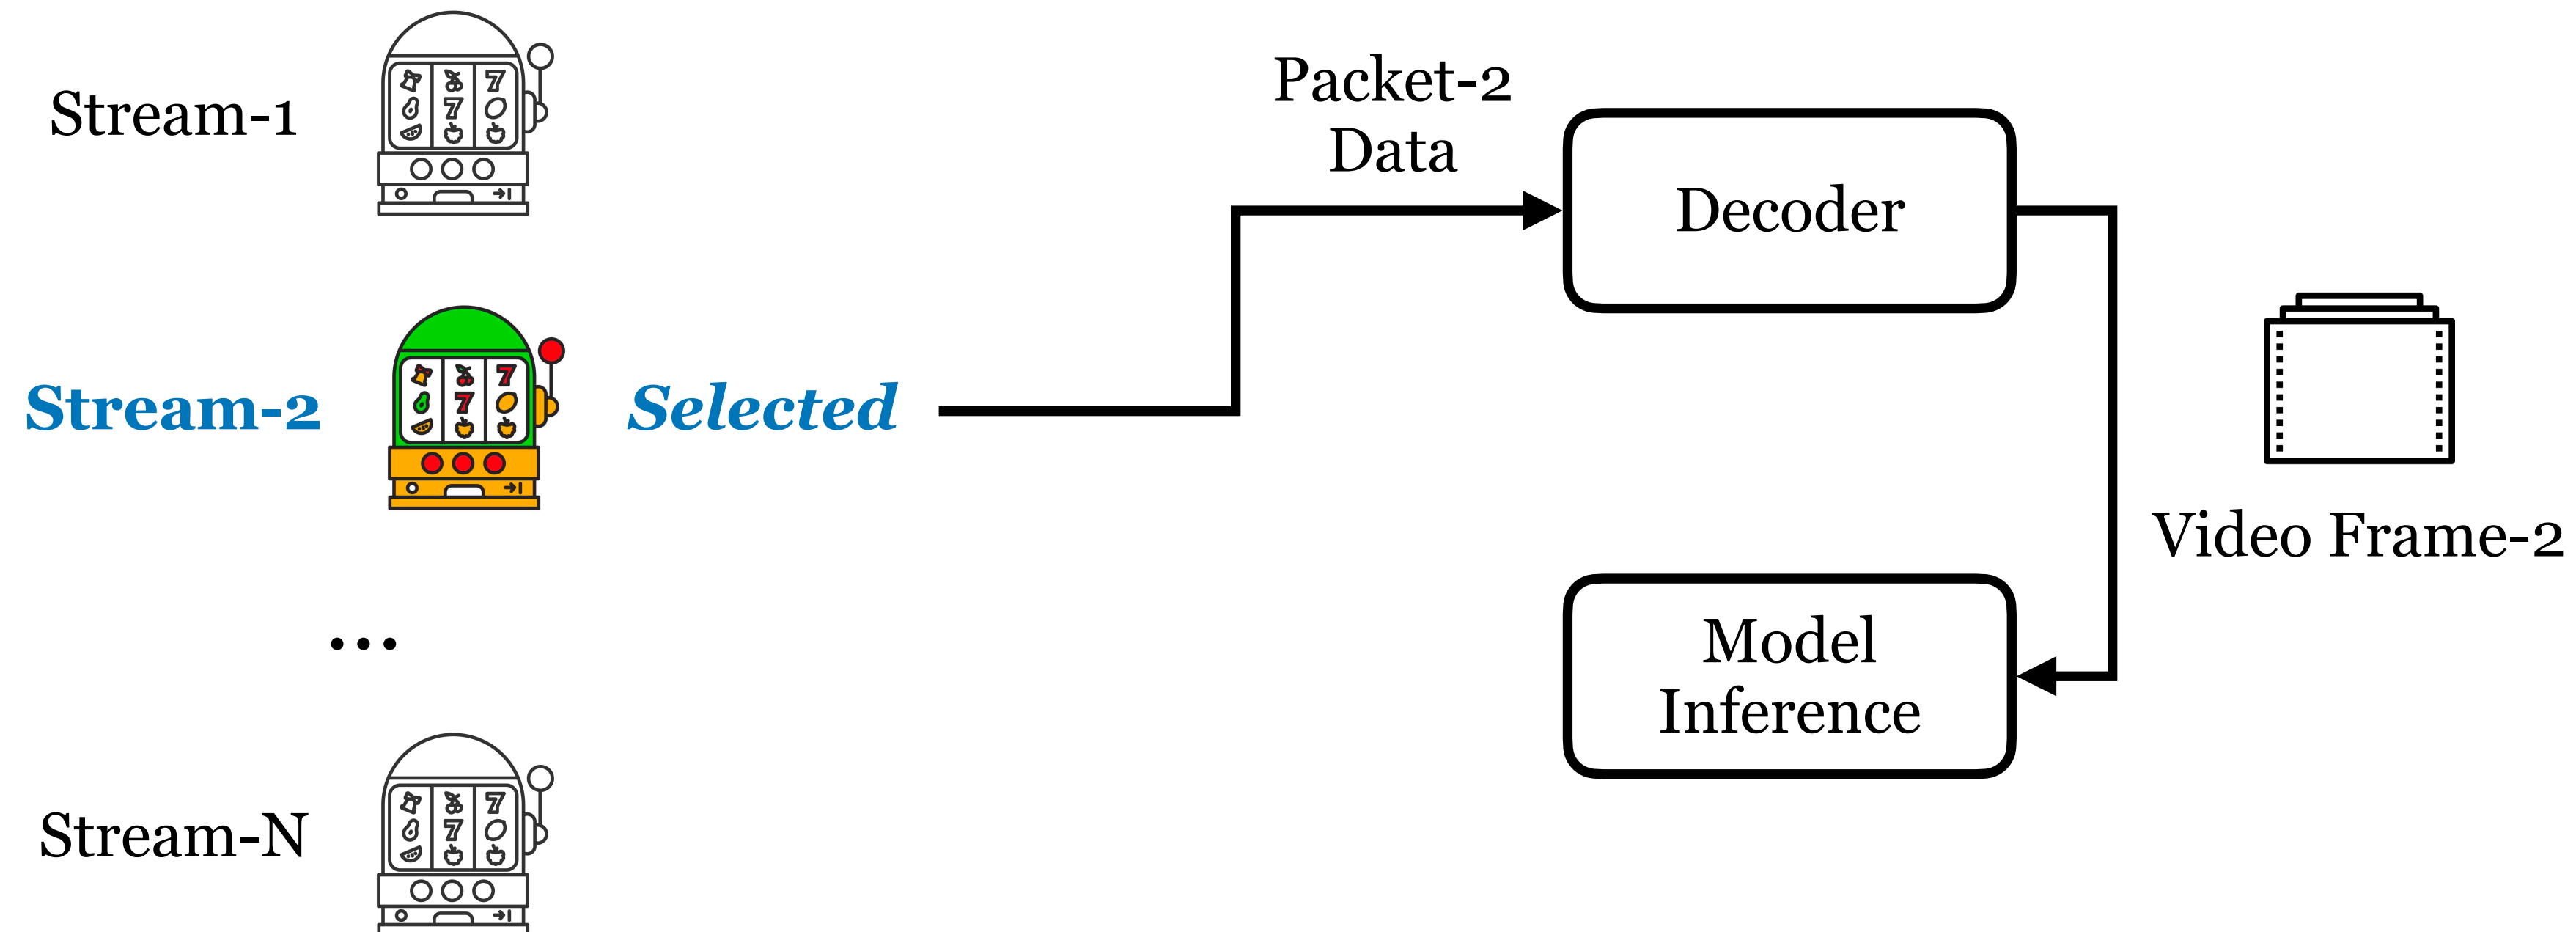 Stream-1
Stream-2
Selected
...
Stream-N
Packet-2
Data
Decoder
Video Frame-2
Model
Inference